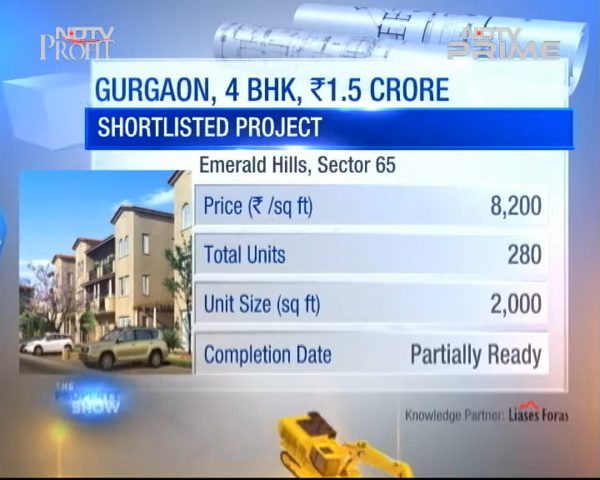 NDTV
PROFIT
NDTV
PRIME
GURGAON, 4 BHK, ₹1.5 CRORE
SHORTLISTED PROJECT
Emerald Hills, Sector 65
Price (₹ /sq ft) 8,200
Total Units 280
Unit Size (sq ft) 2,000
Completion Date Partially Ready
THE
PROPERTY
SHOW
Knowledge Partner: Liases Foras